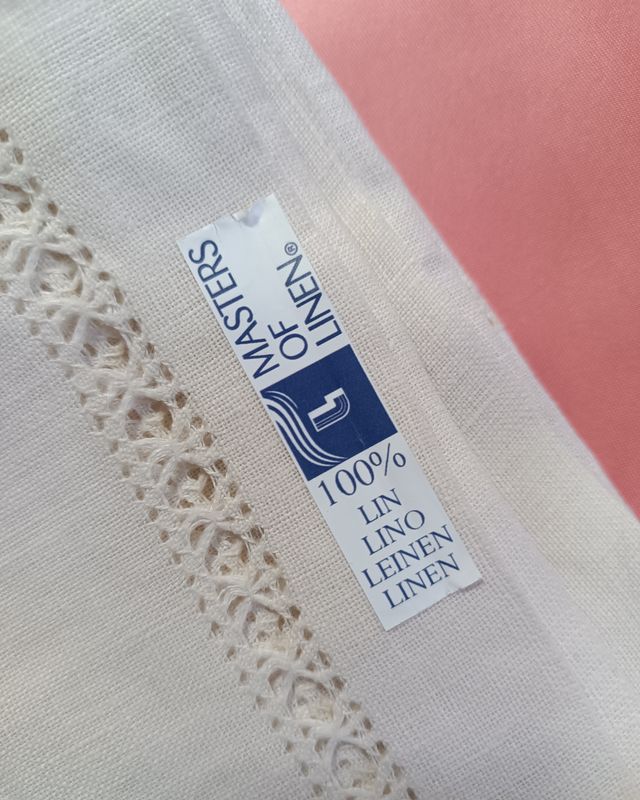 MASTERS
OF
LINEN®
L
100%
LIN
LINO
LEINEN
LINEN